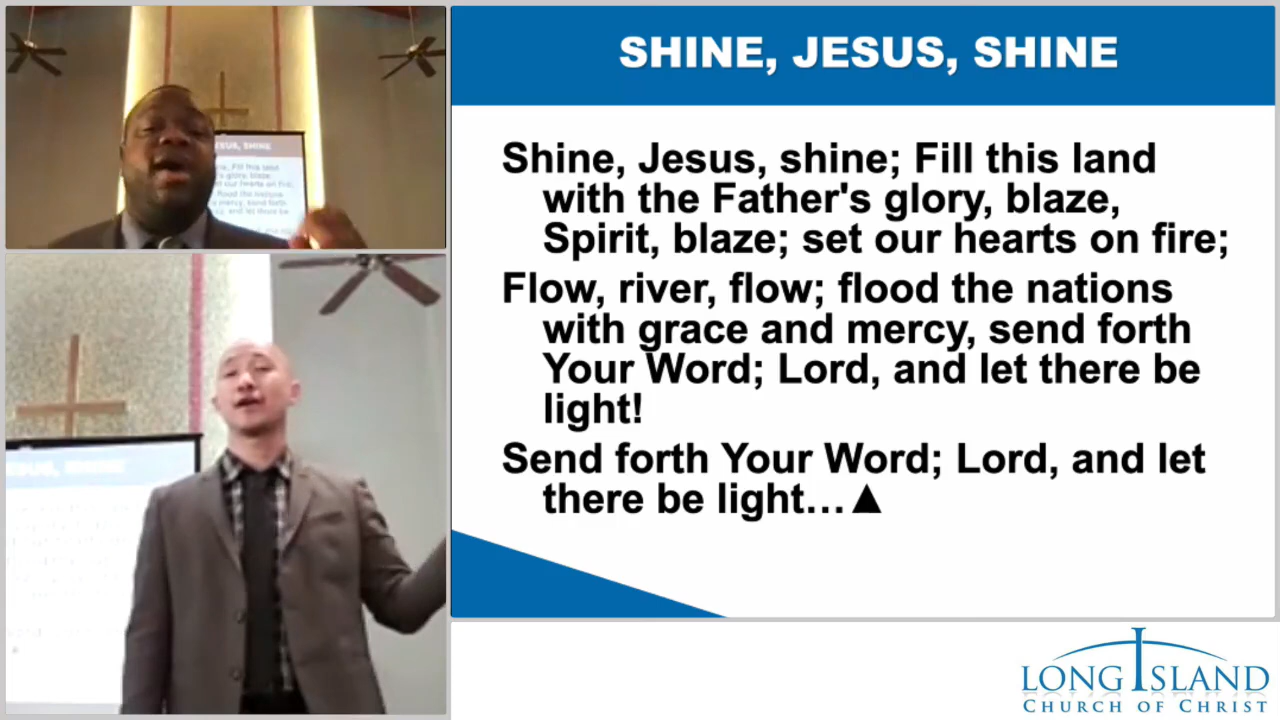 SHINE, JESUS, SHINE
Shine, Jesus, shine; Fill this land
with the Father's glory, blaze,
Spirit, blaze; set our hearts on fire;
Flow, river, flow; flood the nations
with grace and mercy, send forth
Your Word; Lord, and let there be
light!
Send forth Your Word; Lord, and let
there be light...▲
LONG ISLAND
CHURCH OF CHRIST